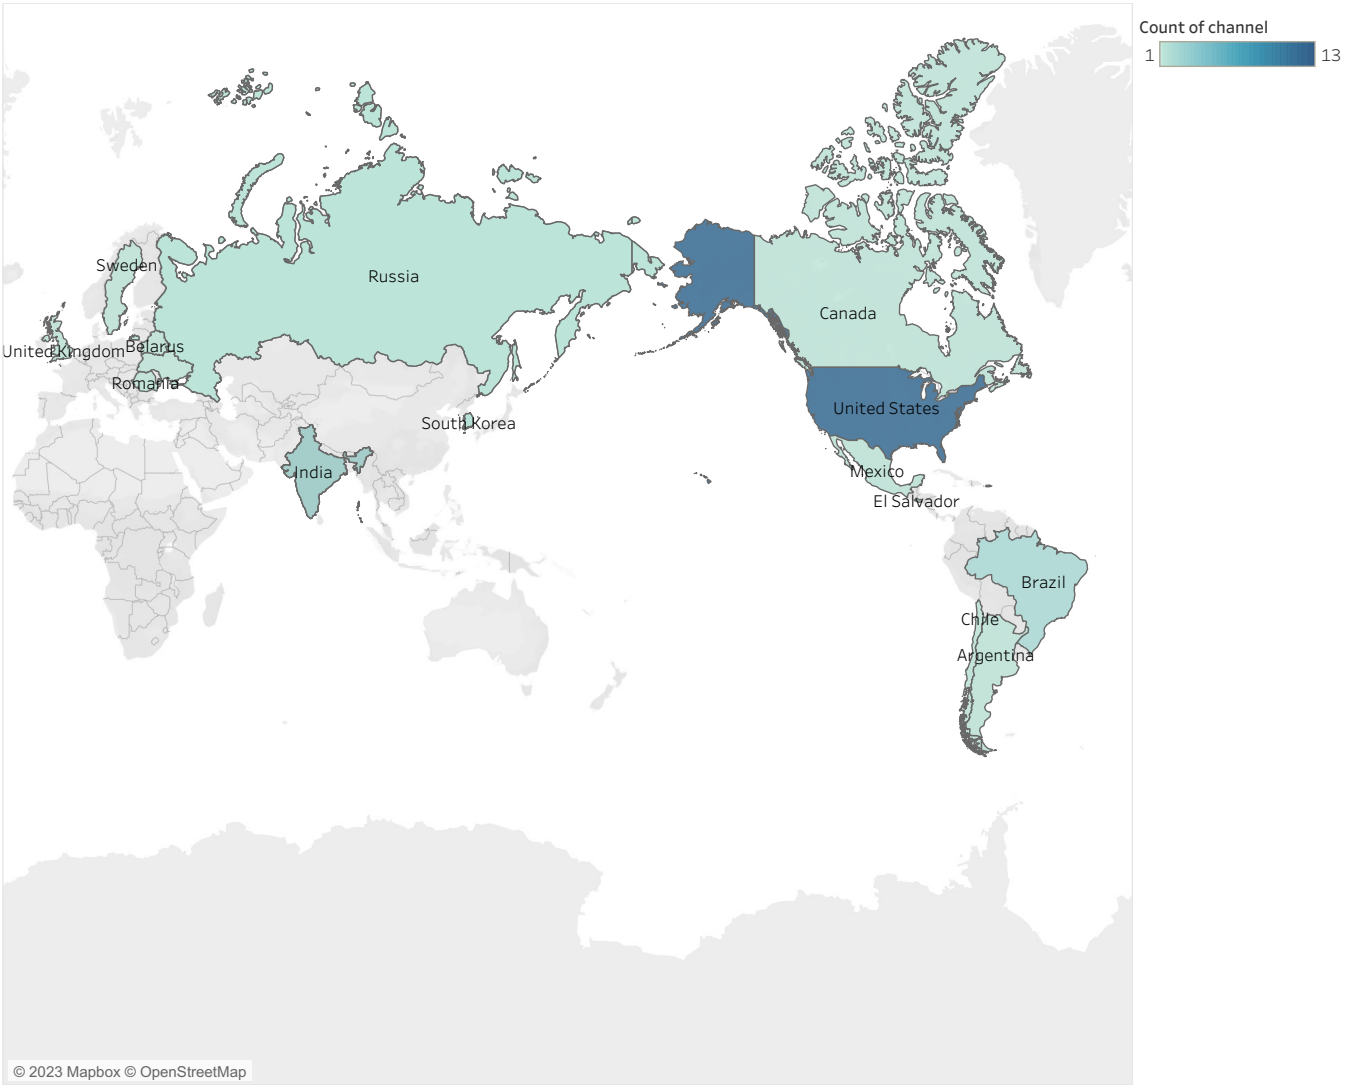 Count of channel
1 13
Sweden
Russia
Canada
United Kingdom
Belarus
Romania
United States
South Korea
India
Mexico
El Salvador
Brazil
Chile
Argentina
© 2023 Mapbox © OpenStreetMap